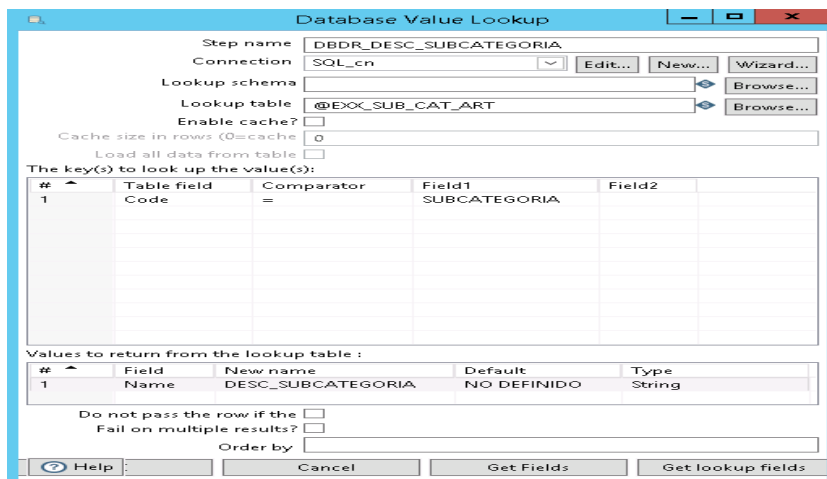 Database Value Lookup
Step name DBDR_DESC_SUBCATEGORIA
Connection SQL_cn Edit... New... Wizard...
Lookup schema Browse...
Lookup table @EXX_SUB_CAT_ART Browse...
Enable cache?
Cache size in rows (0=cache 0
Load all data from table
The key(s) to look up the value(s):
# Table field Comparator Field1 Field2
1 Code = SUBCATEGORIA
Values to return from the lookup table :
# Field New name Default Type
1 Name DESC_SUBCATEGORIA NO DEFINIDO String
Do not pass the row if the
Fail on multiple results?
Order by
Help Cancel Get Fields Get lookup fields